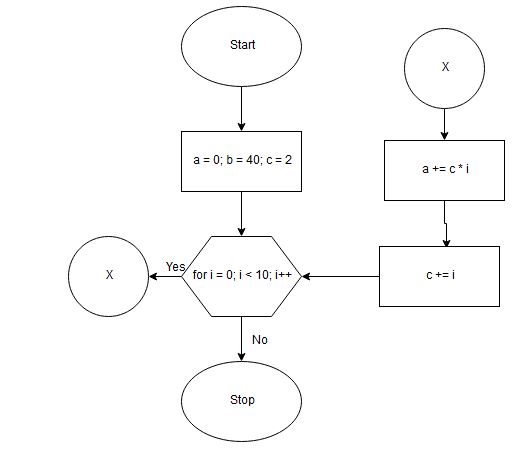 Start
X
a = 0; b = 40; c = 2
a += c * i
Yes
X
for i = 0; i < 10; i++
c += i
No
Stop